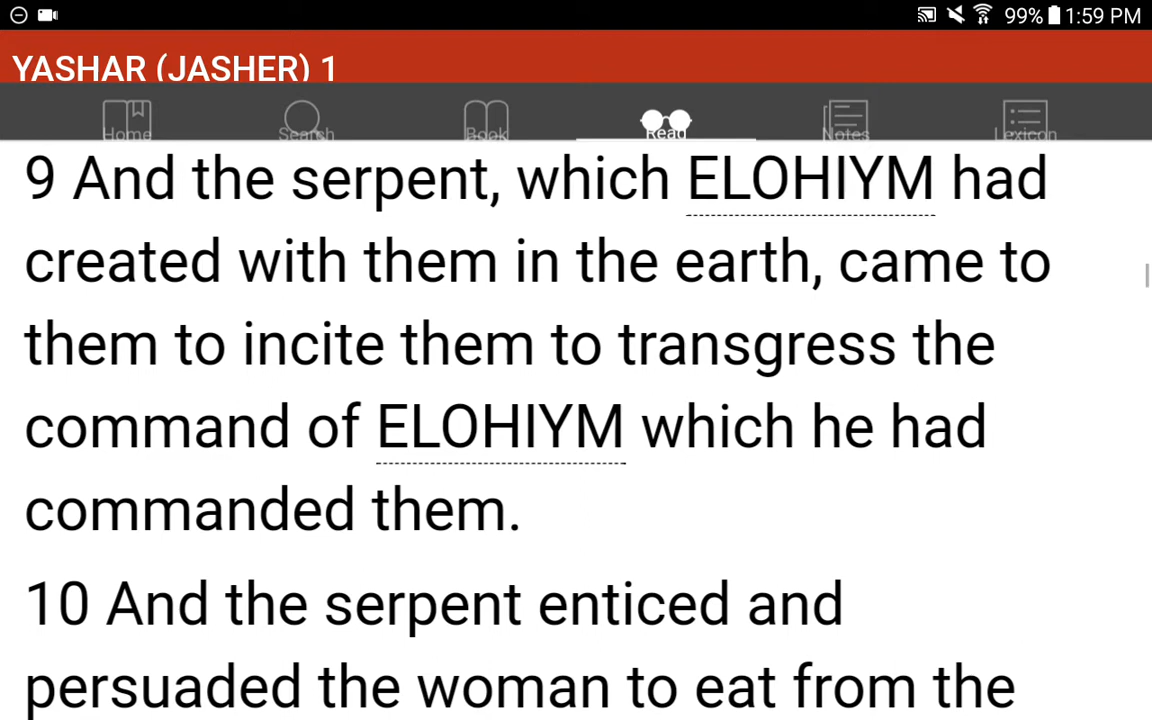 99% 1:59 PM
YASHAR (JASHER) 1
Home Search Book Read Notes Lexicon
9 And the serpent, which ELOHIYM had
created with them in the earth, came to
them to incite them to transgress the
command of ELOHIYM which he had
commanded them.
10 And the serpent enticed and
persuaded the woman to eat from the